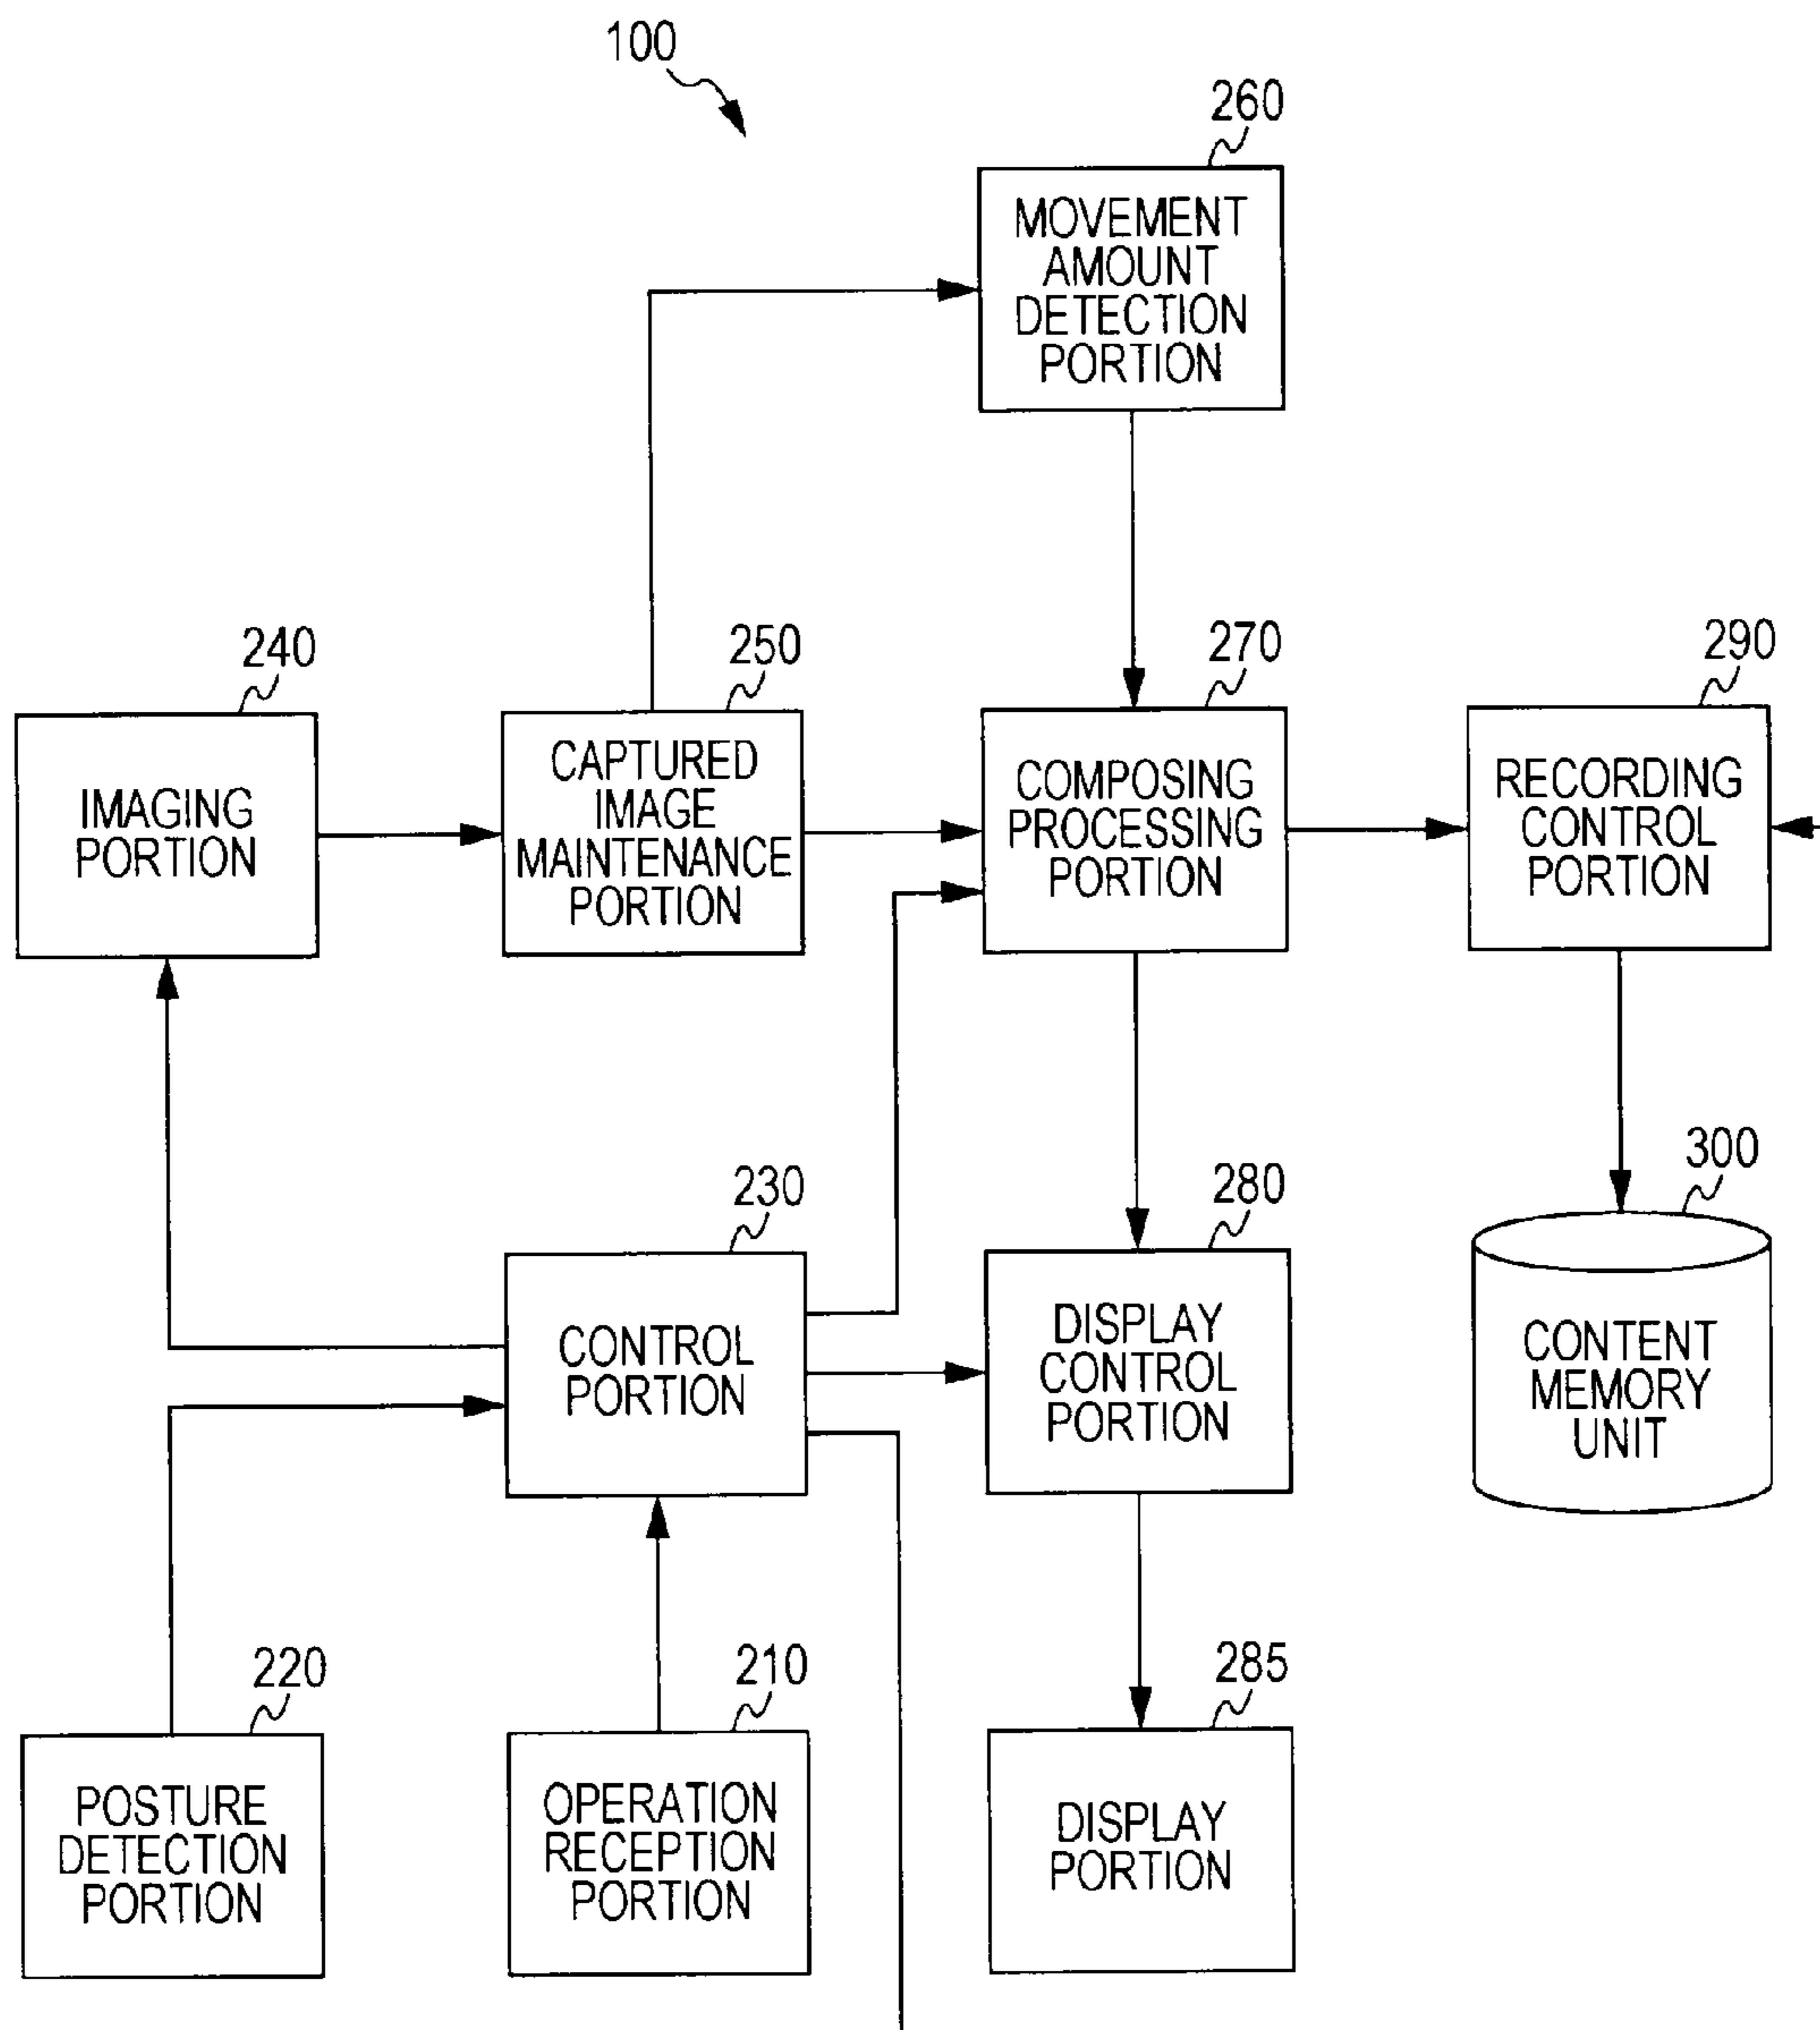 100
260
MOVEMENT
AMOUNT
DETECTION
PORTION
240
IMAGING
PORTION
250
CAPTURED
IMAGE
MAINTENANCE
PORTION
270
COMPOSING
PROCESSING
PORTION
290
RECORDING
CONTROL
PORTION
230
CONTROL
PORTION
280
DISPLAY
CONTROL
PORTION
300
CONTENT
MEMORY
UNIT
220
POSTURE
DETECTION
PORTION
210
OPERATION
RECEPTION
PORTION
285
DISPLAY
PORTION